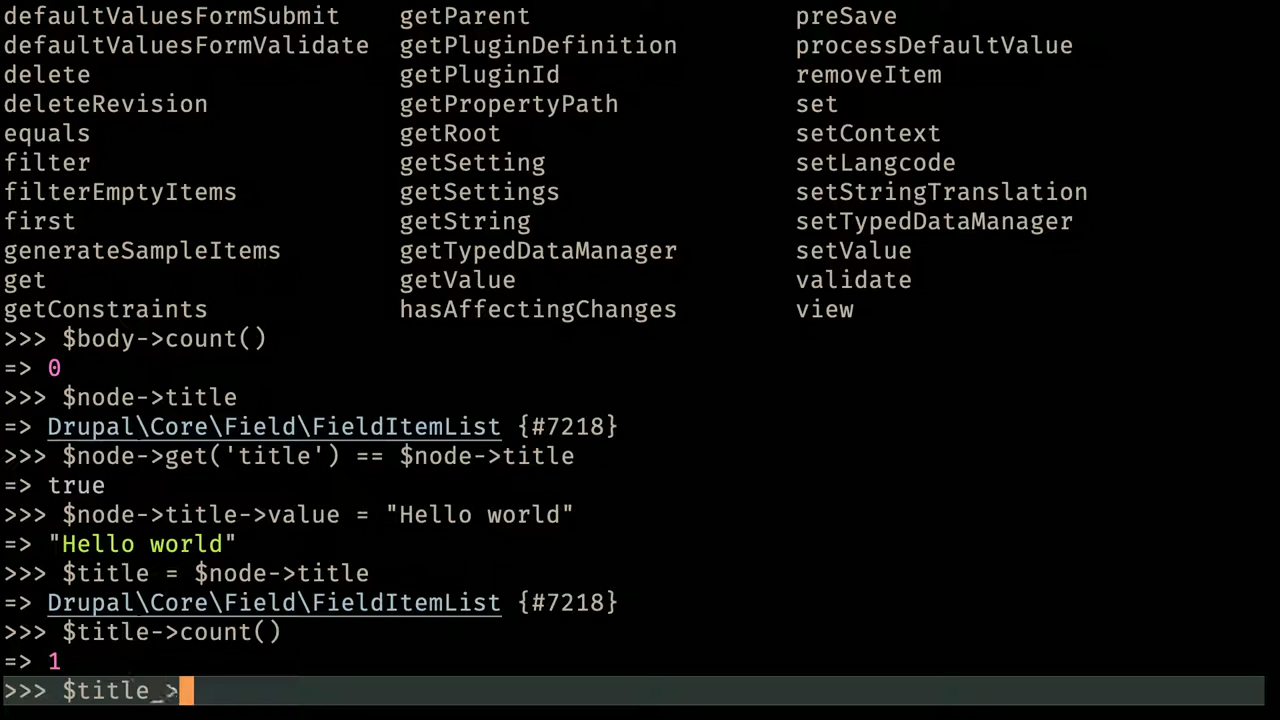 defaultValuesFormSubmit getParent preSave
defaultValuesFormValidate getPluginDefinition processDefaultValue
delete getPluginId removeItem
deleteRevision getPropertyPath set
equals getRoot setContext
filter getSetting setLangcode
filterEmptyItems getSettings setStringTranslation
first getString setTypedDataManager
generateSampleItems getTypedDataManager setValue
get getValue validate
getConstraints hasAffectingChanges view
>>> $body->count()
=> 0
>>> $node->title
=> Drupal\Core\Field\FieldItemList {#7218}
>>> $node->get('title') == $node->title
=> true
>>> $node->title->value = "Hello world"
=> "Hello world"
>>> $title = $node->title
=> Drupal\Core\Field\FieldItemList {#7218}
>>> $title->count()
=> 1
>>> $title_>